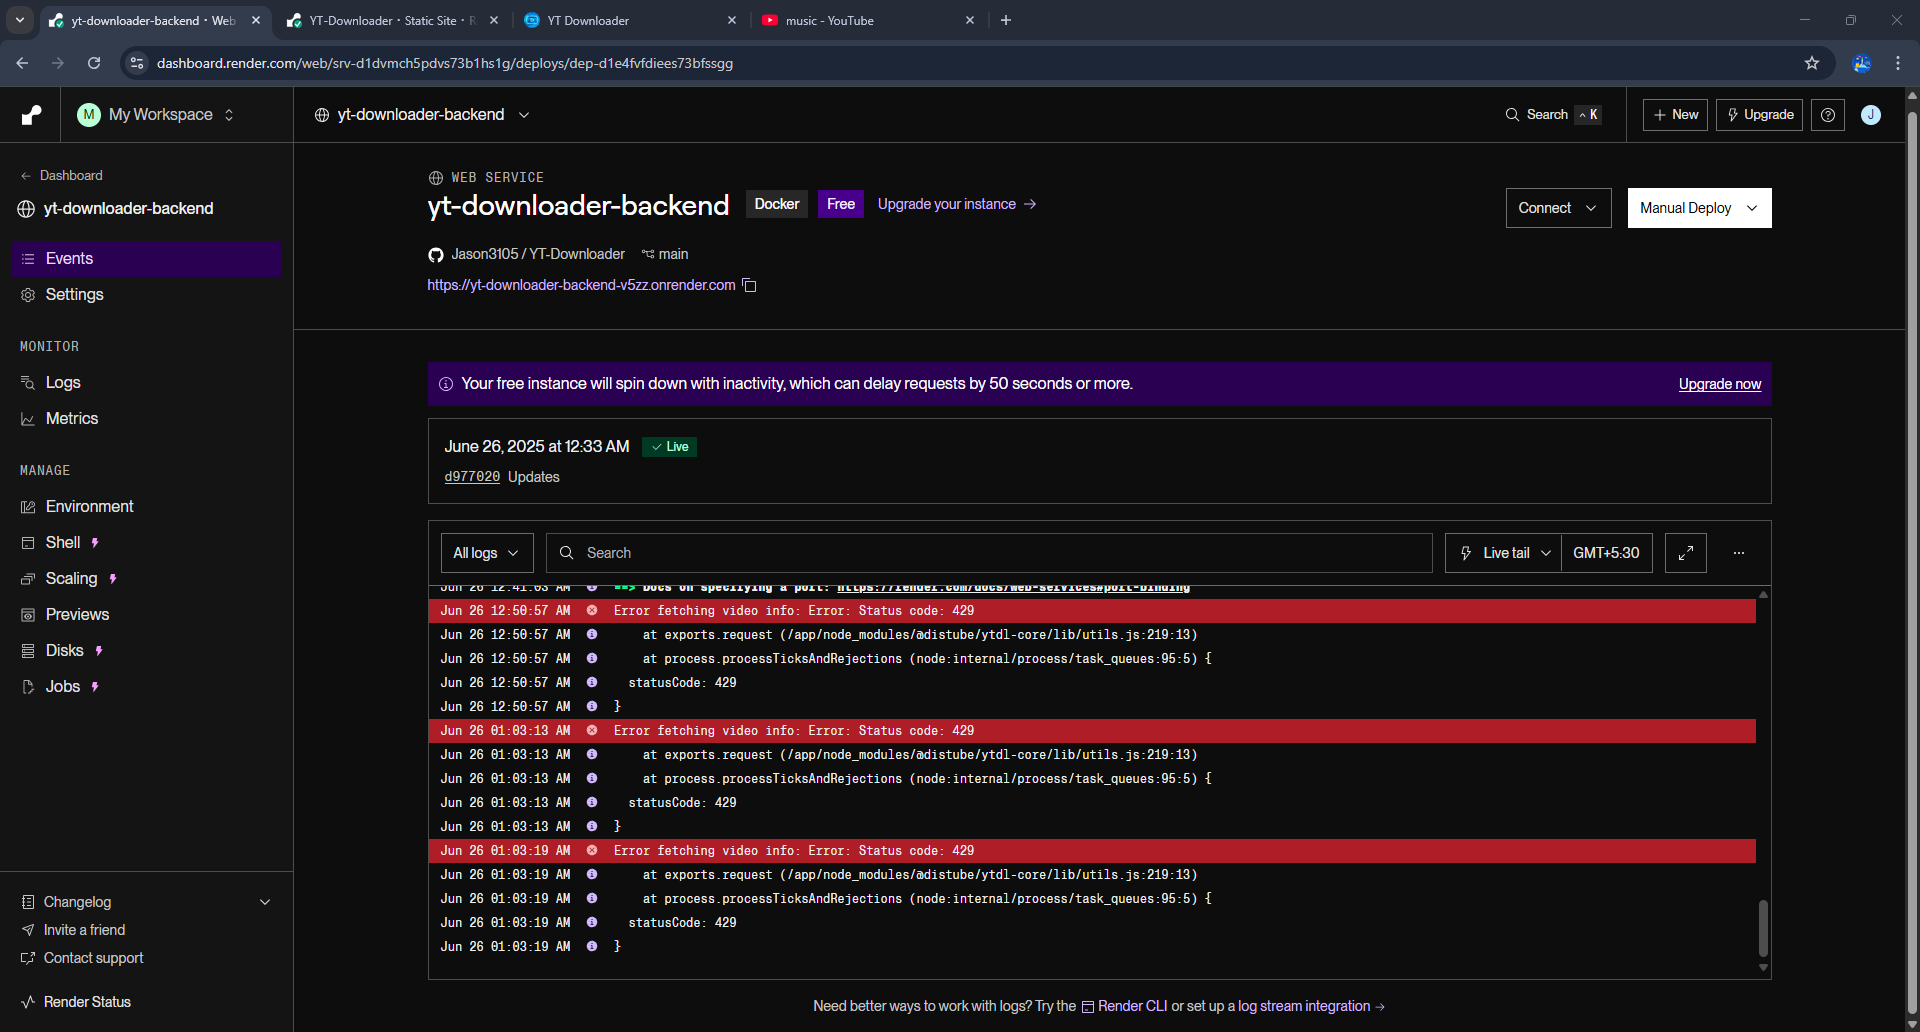 yt-downloader-backend · Web
YT-Downloader · Static Site · R
YT Downloader
music - YouTube
dashboard.render.com/web/srv-d1dvmch5pdvs73b1hs1g/deploys/dep-d1e4fvfdiees73bfssgg
M My Workspace
yt-downloader-backend
Search ^ K
+ New
Upgrade
J
← Dashboard
yt-downloader-backend
Events
Settings
MONITOR
Logs
Metrics
MANAGE
Environment
Shell
Scaling
Previews
Disks
Jobs
Changelog
Invite a friend
Contact support
Render Status
WEB SERVICE
yt-downloader-backend Docker Free Upgrade your instance →
Connect
Manual Deploy
Jason3105 / YT-Downloader main
https://yt-downloader-backend-v5zz.onrender.com
Your free instance will spin down with inactivity, which can delay requests by 50 seconds or more. Upgrade now
June 26, 2025 at 12:33 AM Live
d977020 Updates
All logs Search Live tail GMT+5:30 ...
Jun 26 12:41:03 AM ==> Docs on specifying a port: https://render.com/docs/web-services#port-binding
Jun 26 12:50:57 AM Error fetching video info: Error: Status code: 429
Jun 26 12:50:57 AM at exports.request (/app/node_modules/@distube/ytdl-core/lib/utils.js:219:13)
Jun 26 12:50:57 AM at process.processTicksAndRejections (node:internal/process/task_queues:95:5) {
Jun 26 12:50:57 AM statusCode: 429
Jun 26 12:50:57 AM }
Jun 26 01:03:13 AM Error fetching video info: Error: Status code: 429
Jun 26 01:03:13 AM at exports.request (/app/node_modules/@distube/ytdl-core/lib/utils.js:219:13)
Jun 26 01:03:13 AM at process.processTicksAndRejections (node:internal/process/task_queues:95:5) {
Jun 26 01:03:13 AM statusCode: 429
Jun 26 01:03:13 AM }
Jun 26 01:03:19 AM Error fetching video info: Error: Status code: 429
Jun 26 01:03:19 AM at exports.request (/app/node_modules/@distube/ytdl-core/lib/utils.js:219:13)
Jun 26 01:03:19 AM at process.processTicksAndRejections (node:internal/process/task_queues:95:5) {
Jun 26 01:03:19 AM statusCode: 429
Jun 26 01:03:19 AM }
Need better ways to work with logs? Try the Render CLI or set up a log stream integration →